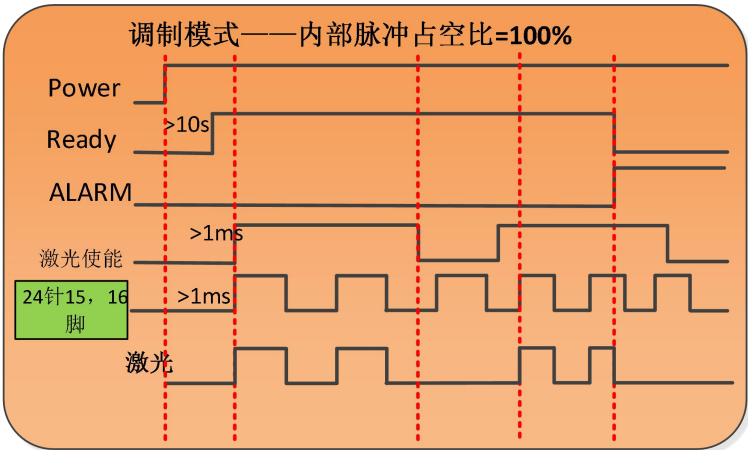 调制模式——内部脉冲占空比=100%
Power
>10s
Ready
ALARM
>1ms
激光使能
24针15，16
脚
>1ms
激光